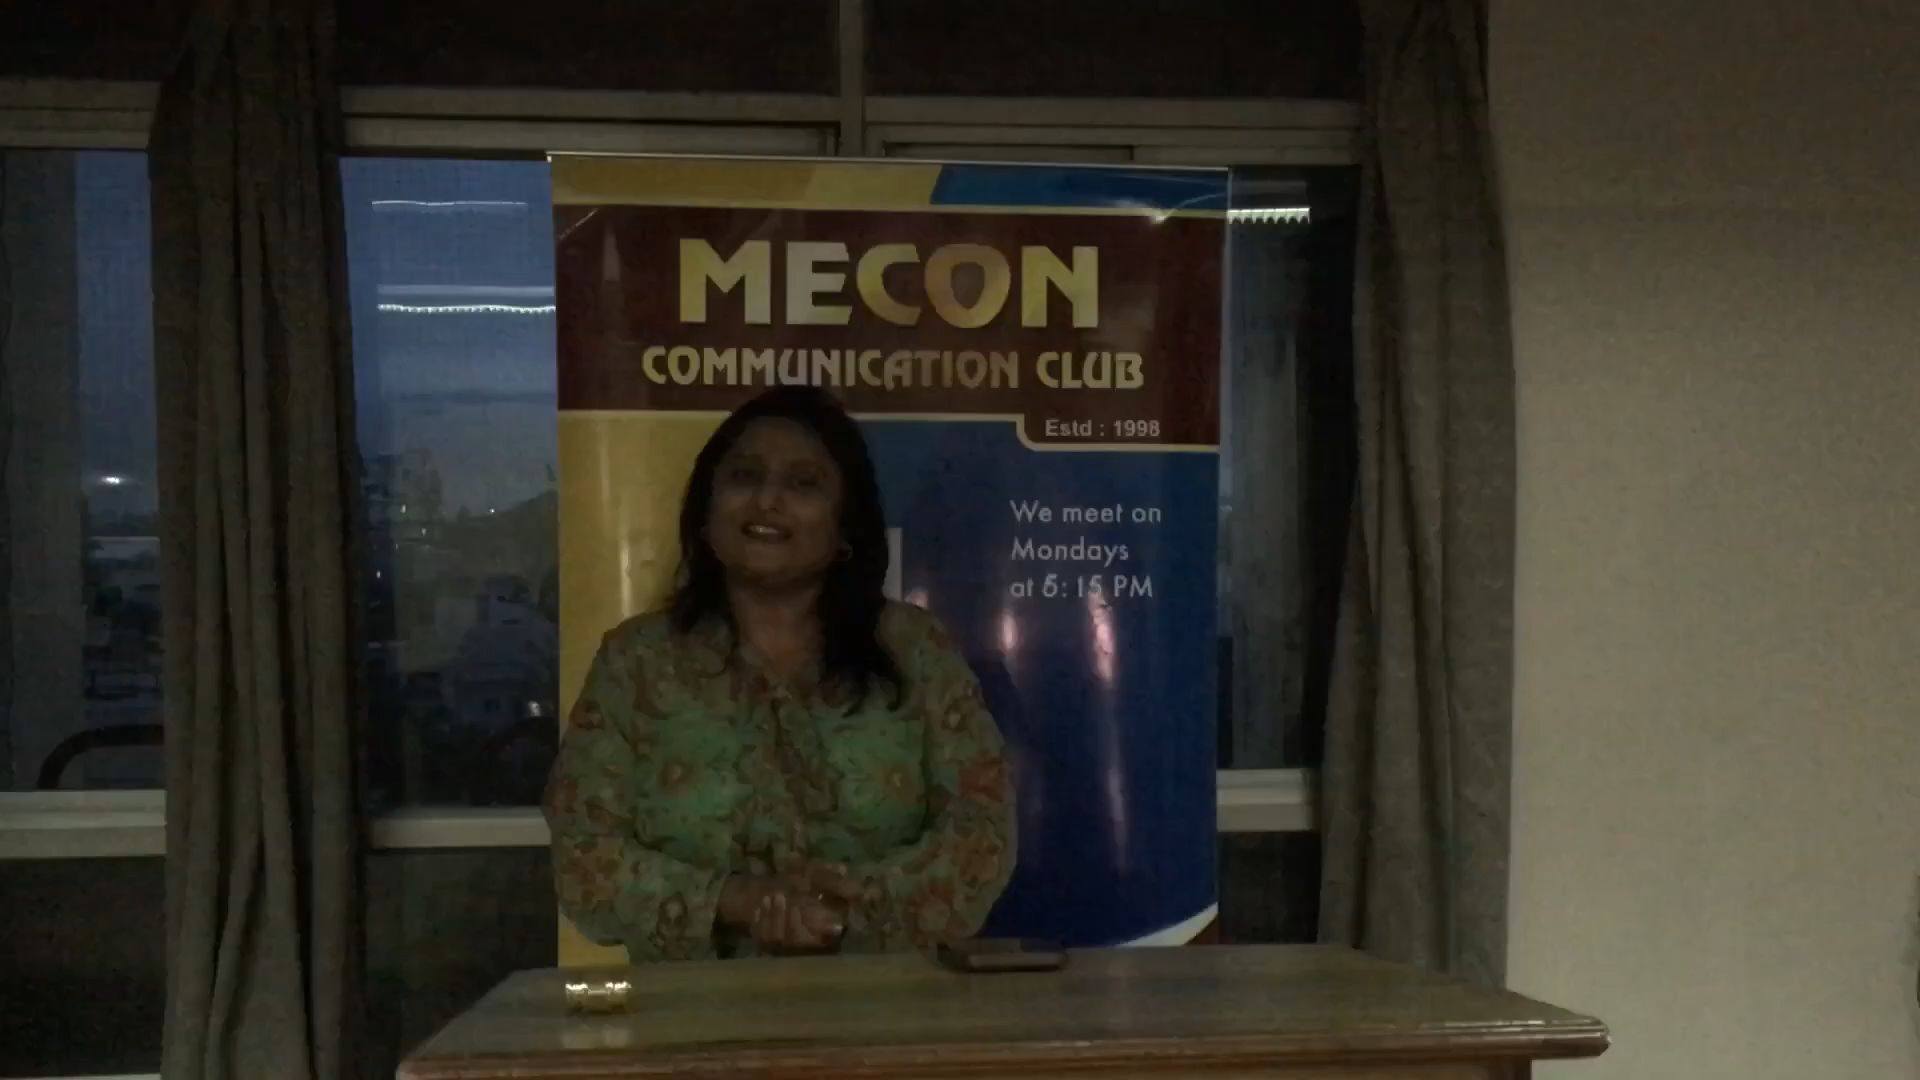 MECON
COMMUNICATION CLUB
Estd : 1998
We meet on
Mondays
at 6:15 PM